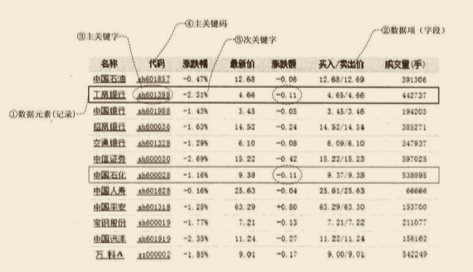 ④主关键码
③主关键字
⑤次关键字
②数据项（字段）
名称 代码 涨跌幅 最新价 涨跌额 买入/卖出价 成交量(手)
中国石油 sh601857 -0.47% 12.68 -0.06 12.68/12.69 391306
工商银行 sh601398 -2.31% 4.66 -0.11 4.65/4.66 442737
①数据元素(记录)
中国银行 sh601988 -1.43% 3.45 -0.05 3.45/3.46 194203
招商银行 sh600036 -1.63% 14.52 -0.24 14.52/14.54 385271
交通银行 sh601328 -1.29% 6.10 -0.08 6.09/6.10 347937
中信证券 sh600030 -2.69% 15.22 -0.42 15.22/15.23 597025
中国石化 sh600028 -1.16% 9.38 -0.11 9.37/9.38 538895
中国人寿 sh601628 -0.16% 25.63 -0.04 25.61/25.63 66666
中国平安 sh601318 -1.28% 63.29 +0.80 63.29/63.30 153700
宝钢股份 sh600019 -1.77% 7.21 -0.13 7.21/7.22 211077
中国远洋 sh601919 -2.35% 11.24 -0.27 11.22/11.24 156162
万 科A sz000002 -1.85% 9.01 -0.17 9.00/9.01 542249